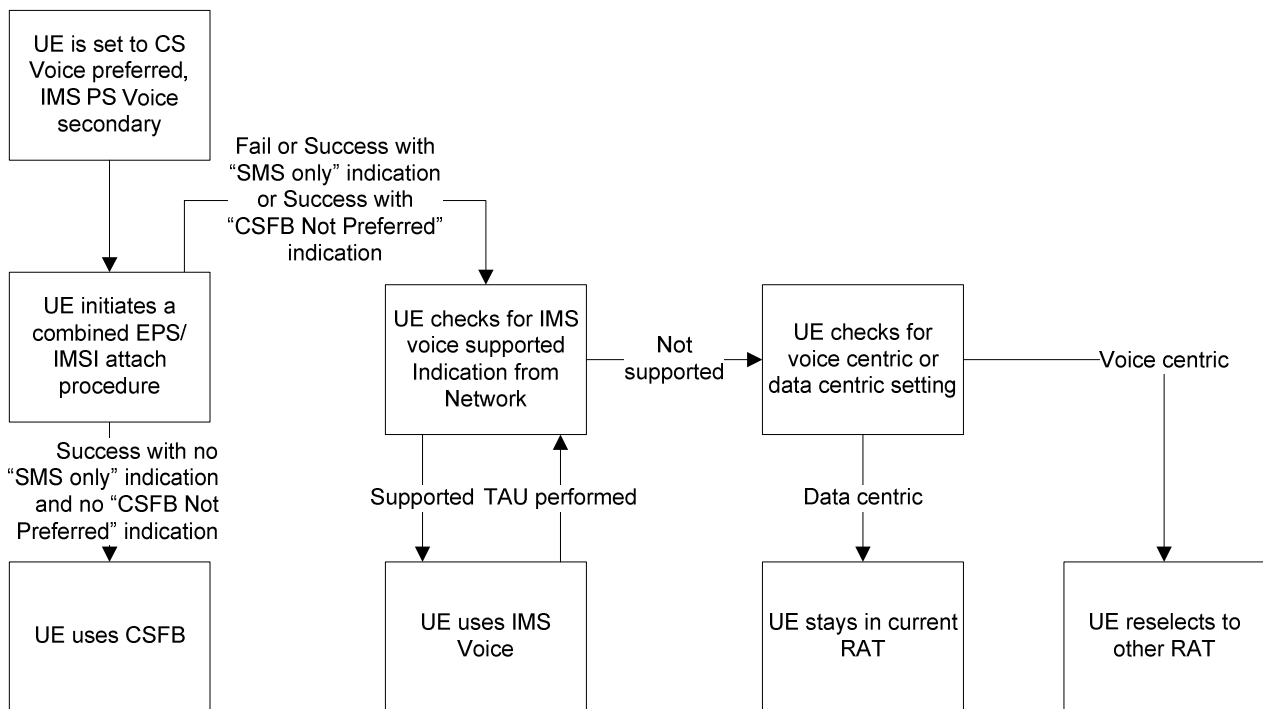 UE is set to CS
Voice preferred,
IMS PS Voice
secondary
Fail or Success with
“SMS only” indication
or Success with
“CSFB Not Preferred”
indication
UE initiates a
combined EPS/
IMSI attach
procedure
UE checks for IMS
voice supported
Indication from
Network
Not
supported
UE checks for
voice centric or
data centric setting
Voice centric
Success with no
“SMS only” indication
and no “CSFB Not
Preferred” indication
Supported
TAU performed
Data centric
UE uses CSFB
UE uses IMS
Voice
UE stays in current
RAT
UE reselects to
other RAT